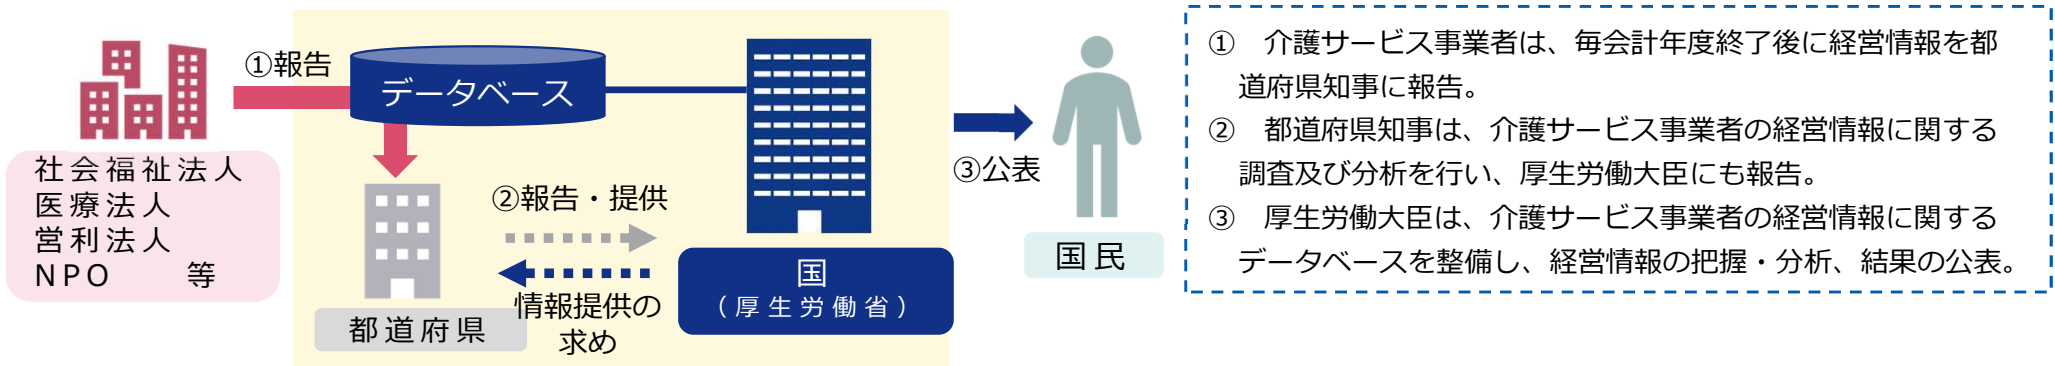 ①報告
データベース
社会福祉法人
医療法人
営利法人
NPO　　等
②報告・提供
情報提供の
求め
都道府県
国
（厚生労働省）
③公表
国民
①　介護サービス事業者は、毎会計年度終了後に経営情報を都
道府県知事に報告。
②　都道府県知事は、介護サービス事業者の経営情報に関する
調査及び分析を行い、厚生労働大臣にも報告。
③　厚生労働大臣は、介護サービス事業者の経営情報に関する
データベースを整備し、経営情報の把握・分析、結果の公表。